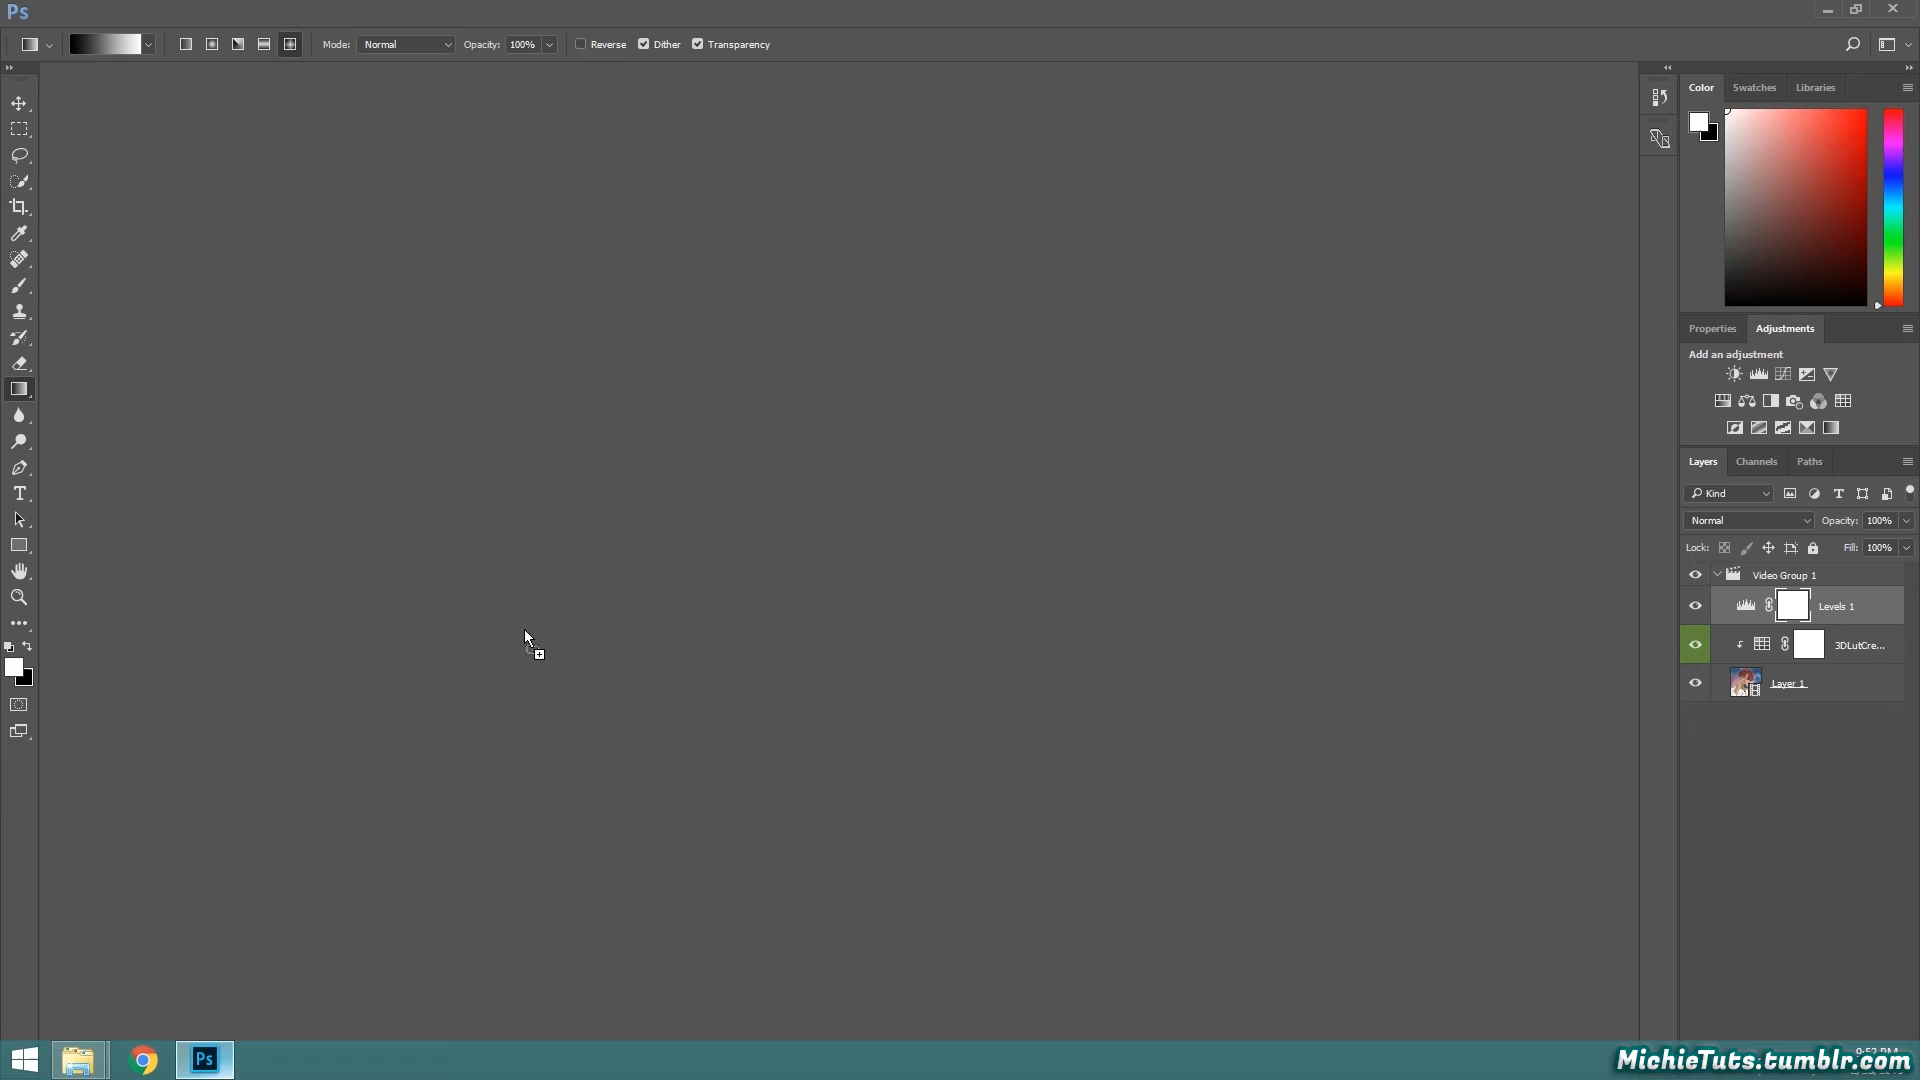 Ps
Mode: Normal Opacity: 100% Reverse Dither Transparency
Color Swatches Libraries
Properties Adjustments
Add an adjustment
Layers Channels Paths
Kind
Normal Opacity: 100%
Lock: Fill: 100%
Video Group 1
Levels 1
3DLutCre...
Layer 1
Ps
MichieTuts.tumblr.com